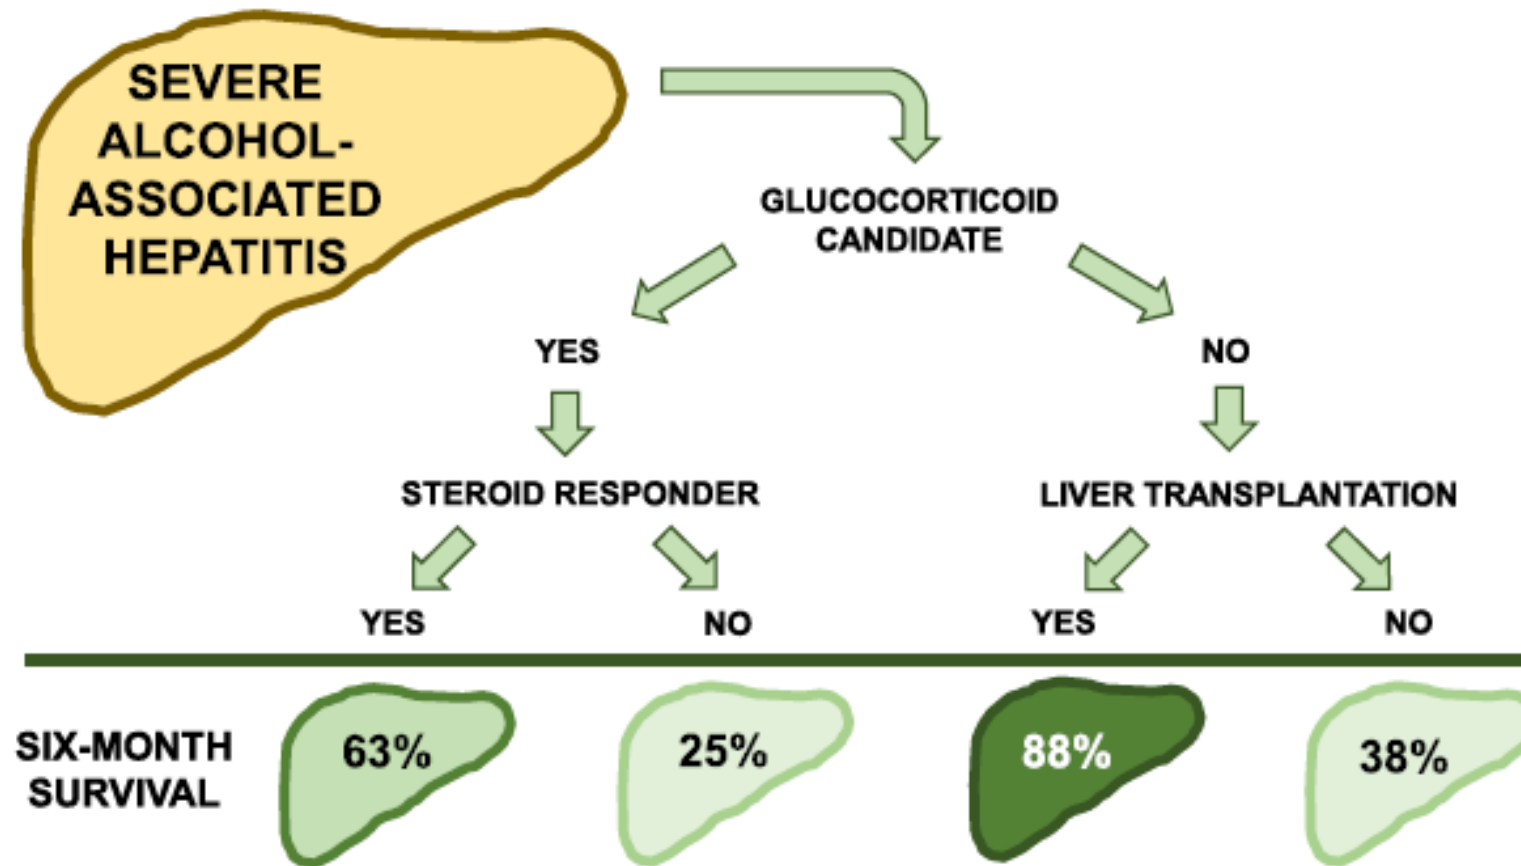 SEVERE
ALCOHOL-
ASSOCIATED
HEPATITIS
GLUCOCORTICOID
CANDIDATE
YES
NO
STEROID RESPONDER
LIVER TRANSPLANTATION
YES
NO
YES
NO
SIX-MONTH
SURVIVAL
63%
25%
88%
38%